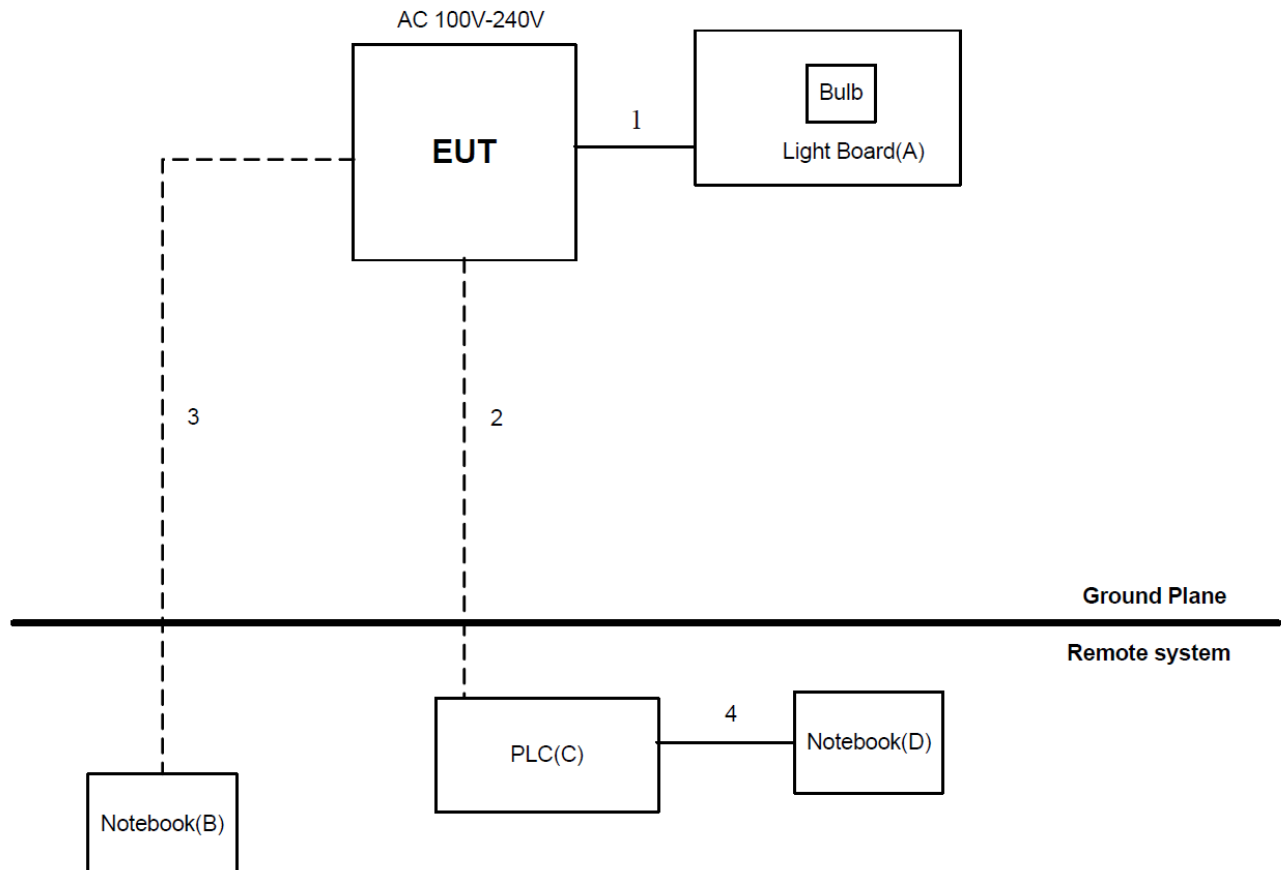 AC 100V-240V
EUT
1
Bulb
Light Board(A)
3
2
Ground Plane
Remote system
PLC(C)
4
Notebook(D)
Notebook(B)